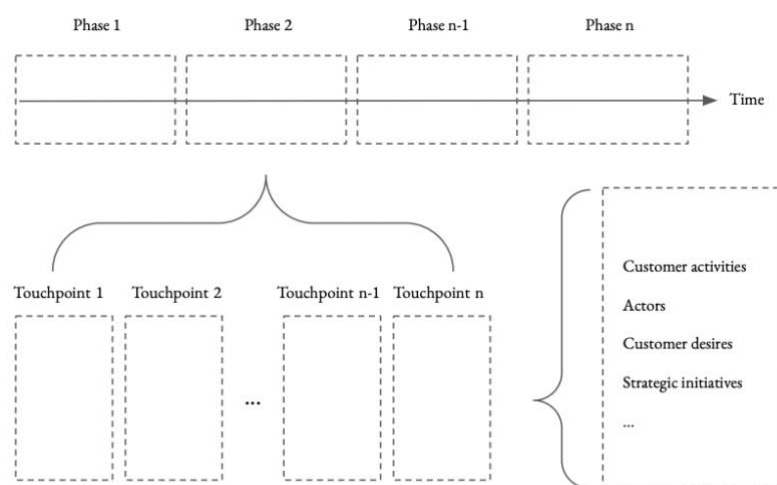 Phase 1 Phase 2 Phase n-1 Phase n
Time
Touchpoint 1 Touchpoint 2 Touchpoint n-1 Touchpoint n
...
Customer activities
Actors
Customer desires
Strategic initiatives
...